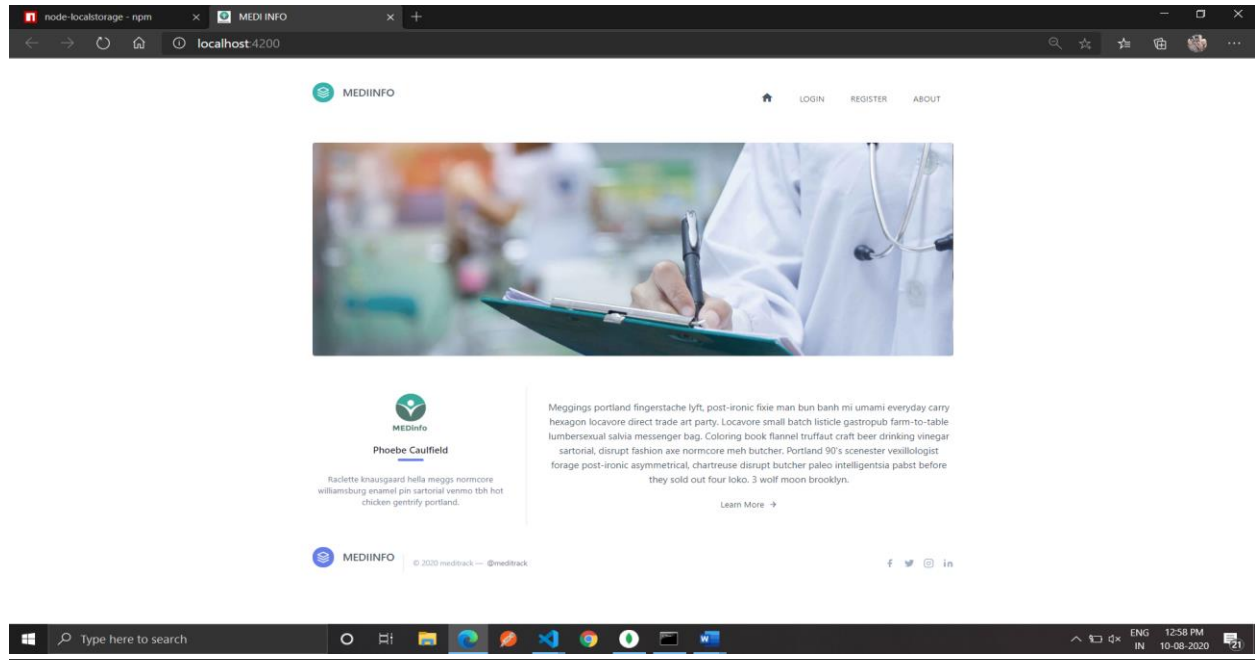 node-localstorage - npm
MEDI INFO
localhost:4200
MEDIINFO
LOGIN REGISTER ABOUT
MEDInfo
Phoebe Caulfield
Raclette knausgaard hella meggs normcore
williamsburg enamel pin sartorial venmo tbh hot
chicken gentrify portland.
Meggings portland fingerstache lyft, post-ironic fixie man bun banh mi umami everyday carry
hexagon locavore direct trade art party. Locavore small batch listicle gastropub farm-to-table
lumbersexual salvia messenger bag. Coloring book flannel truffaut craft beer drinking vinegar
sartorial, disrupt fashion axe normcore meh butcher. Portland 90's scenester vexillologist
forage post-ironic asymmetrical, chartreuse disrupt butcher paleo intelligentsia pabst before
they sold out four loko. 3 wolf moon brooklyn.
Learn More →
MEDIINFO
© 2020 meditrack — @meditrack
Type here to search
ENG
IN
12:58 PM
10-08-2020
21